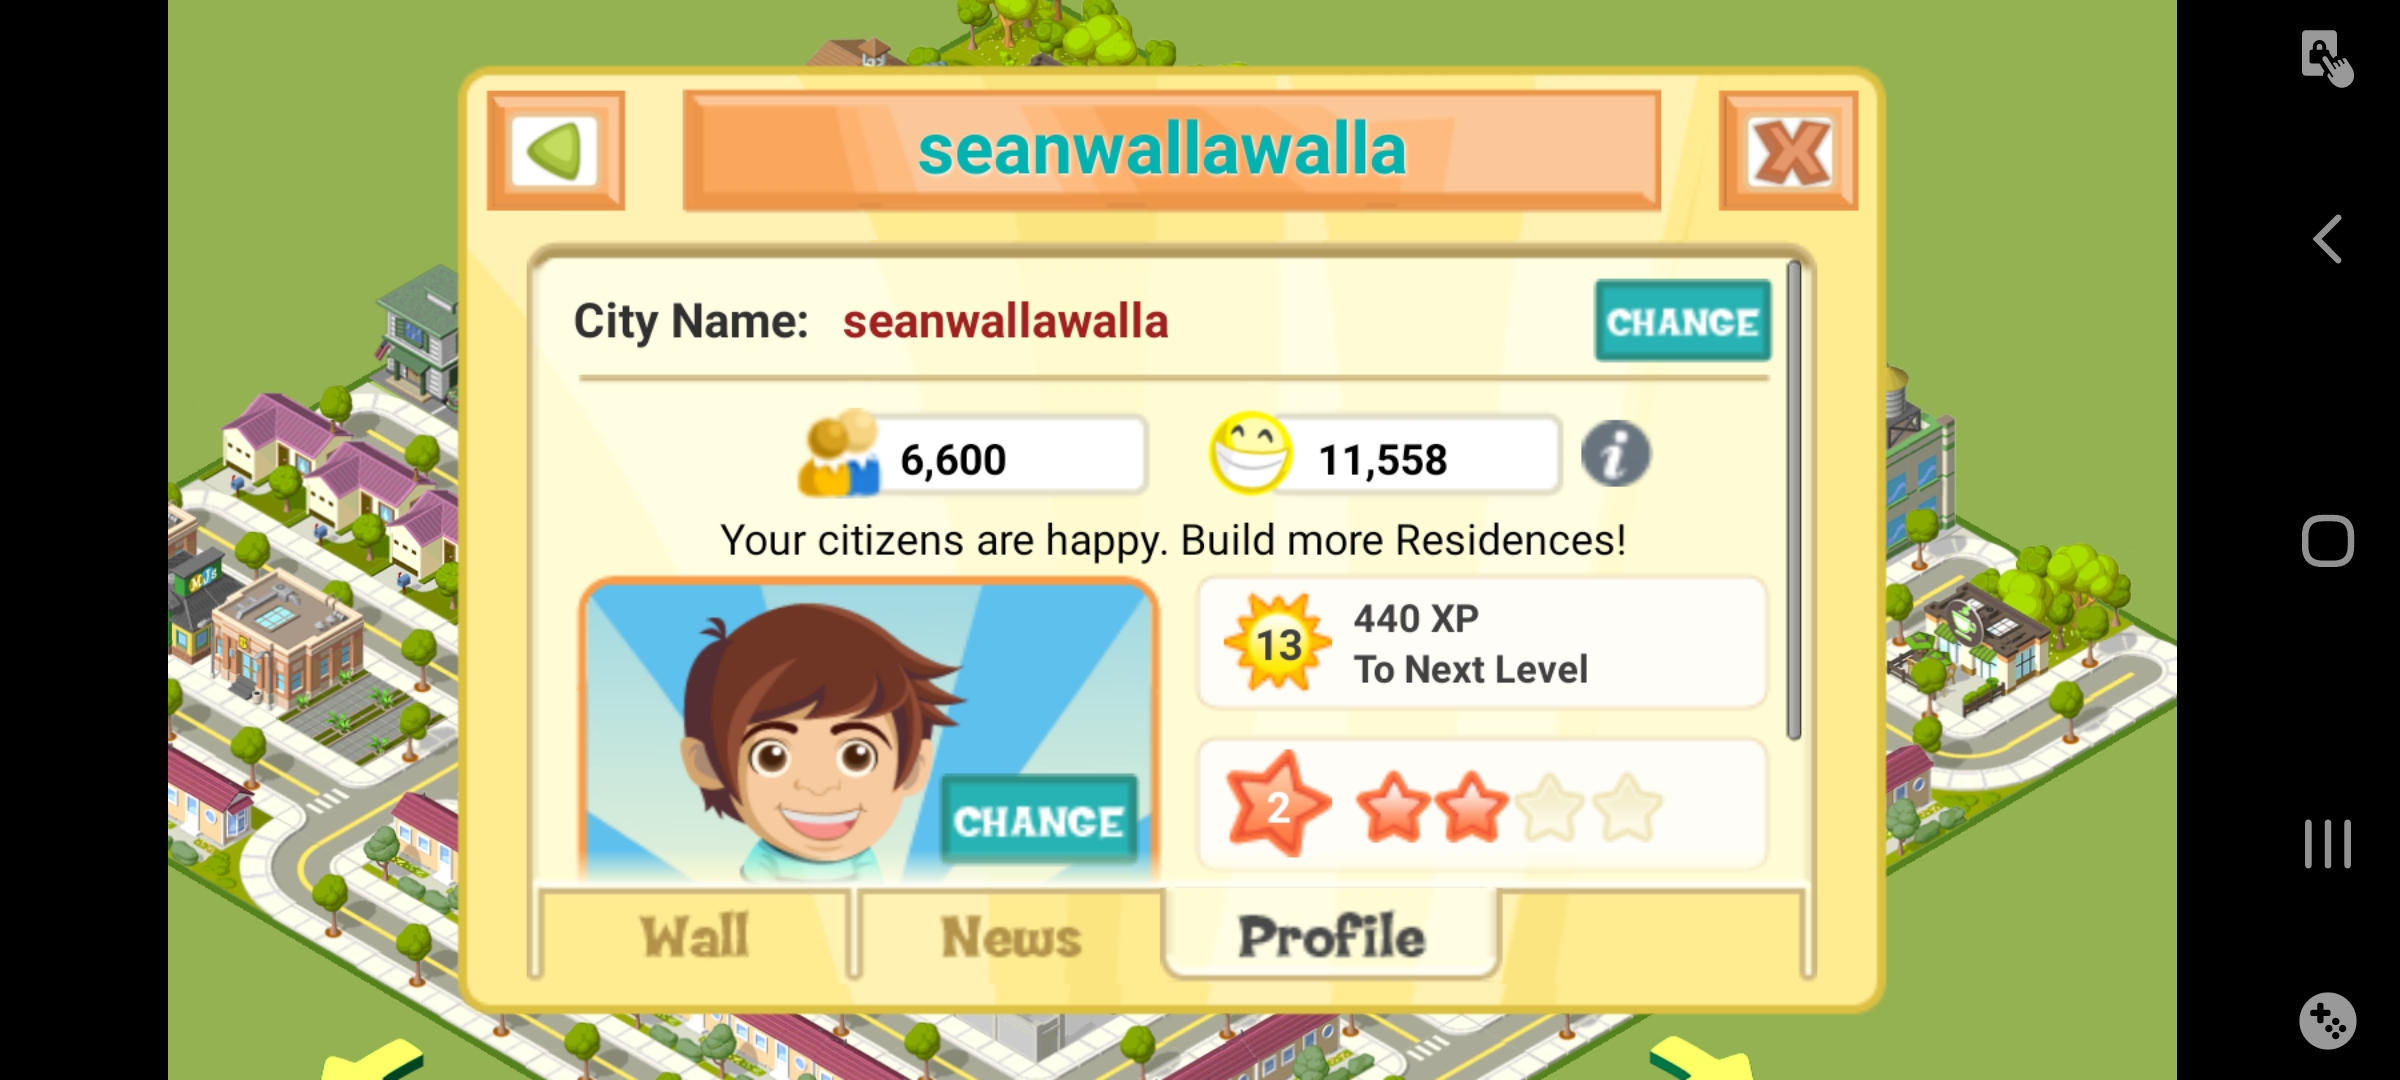 seanwallawalla
City Name: seanwallawalla
CHANGE
6,600
11,558
i
Your citizens are happy. Build more Residences!
13
440 XP
To Next Level
CHANGE
2
Wall
News
Profile
MJs